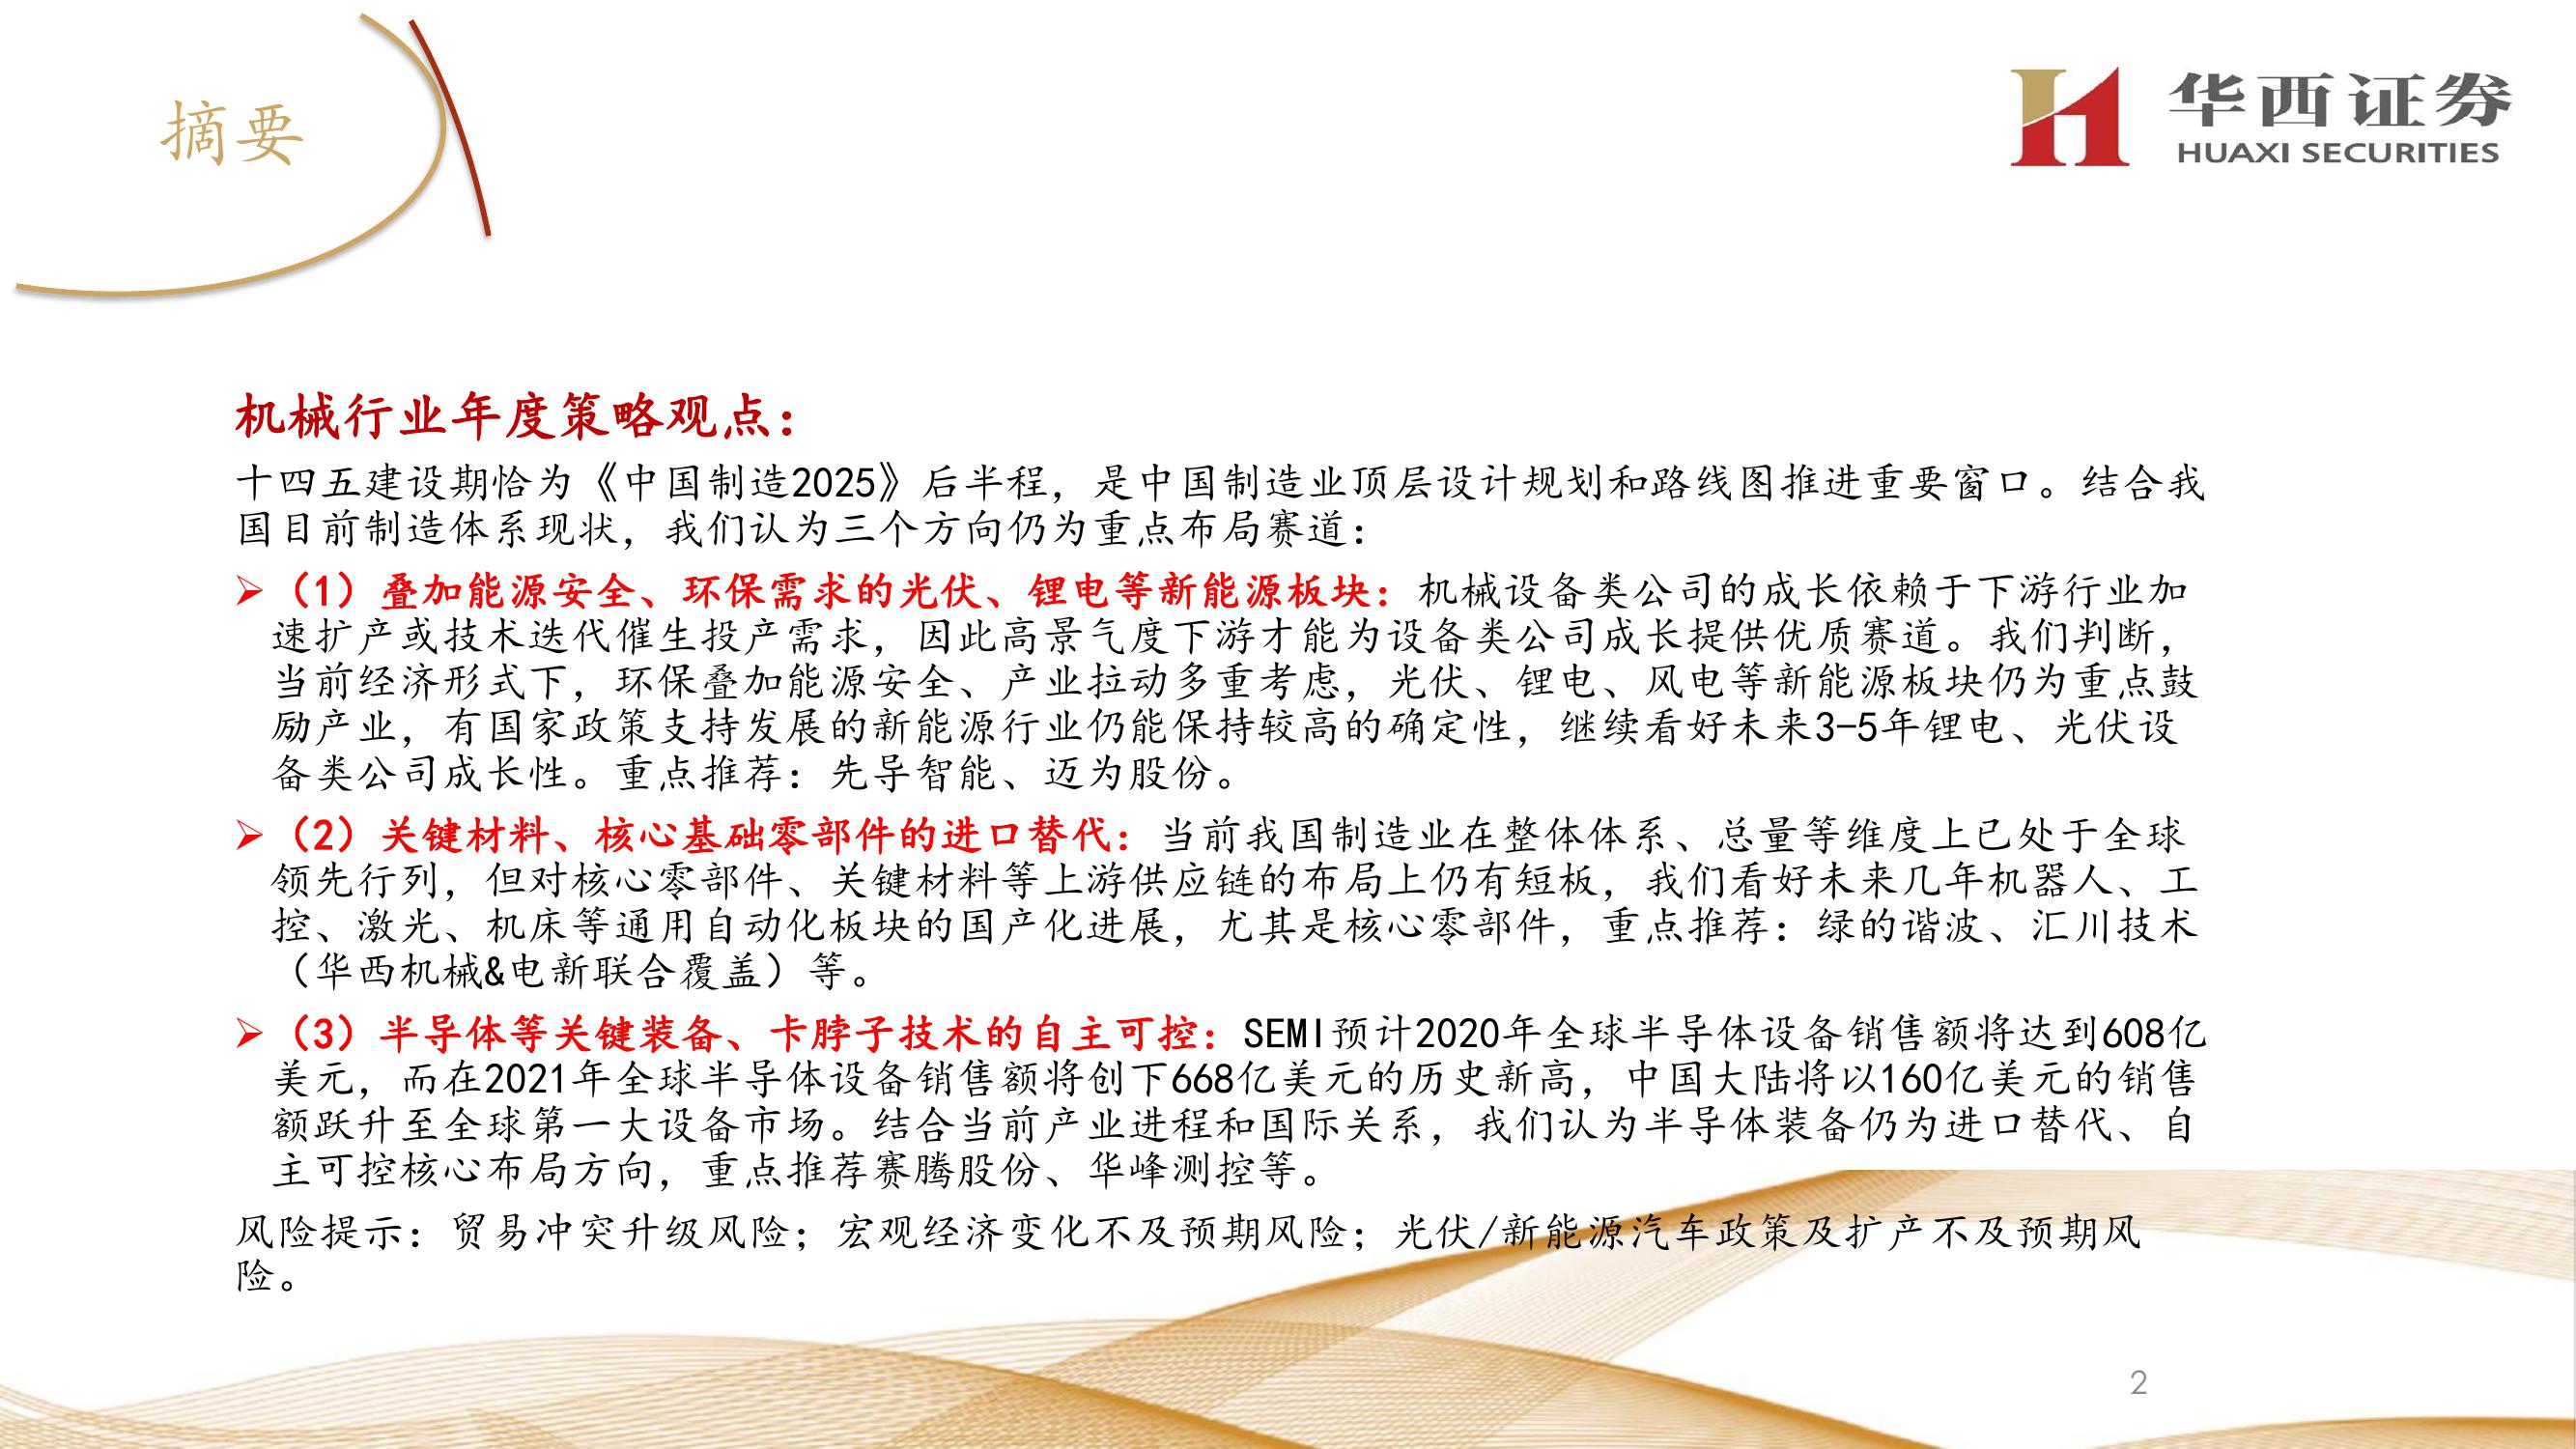 摘要
华西证券
HUAXI SECURITIES
机械行业年度策略观点：
十四五建设期恰为《中国制造2025》后半程，是中国制造业顶层设计规划和路线图推进重要窗口。结合我
国目前制造体系现状，我们认为三个方向仍为重点布局赛道：
➢（1）叠加能源安全、环保需求的光伏、锂电等新能源板块：机械设备类公司的成长依赖于下游行业加
速扩产或技术迭代催生投产需求，因此高景气度下游才能为设备类公司成长提供优质赛道。我们判断，
当前经济形式下，环保叠加能源安全、产业拉动多重考虑，光伏、锂电、风电等新能源板块仍为重点鼓
励产业，有国家政策支持发展的新能源行业仍能保持较高的确定性，继续看好未来3-5年锂电、光伏设
备类公司成长性。重点推荐：先导智能、迈为股份。
➢（2）关键材料、核心基础零部件的进口替代：当前我国制造业在整体体系、总量等维度上已处于全球
领先行列，但对核心零部件、关键材料等上游供应链的布局上仍有短板，我们看好未来几年机器人、工
控、激光、机床等通用自动化板块的国产化进展，尤其是核心零部件，重点推荐：绿的谐波、汇川技术
（华西机械&电新联合覆盖）等。
➢（3）半导体等关键装备、卡脖子技术的自主可控：SEMI预计2020年全球半导体设备销售额将达到608亿
美元，而在2021年全球半导体设备销售额将创下668亿美元的历史新高，中国大陆将以160亿美元的销售
额跃升至全球第一大设备市场。结合当前产业进程和国际关系，我们认为半导体装备仍为进口替代、自
主可控核心布局方向，重点推荐赛腾股份、华峰测控等。
风险提示：贸易冲突升级风险；宏观经济变化不及预期风险；光伏/新能源汽车政策及扩产不及预期风
险。
2